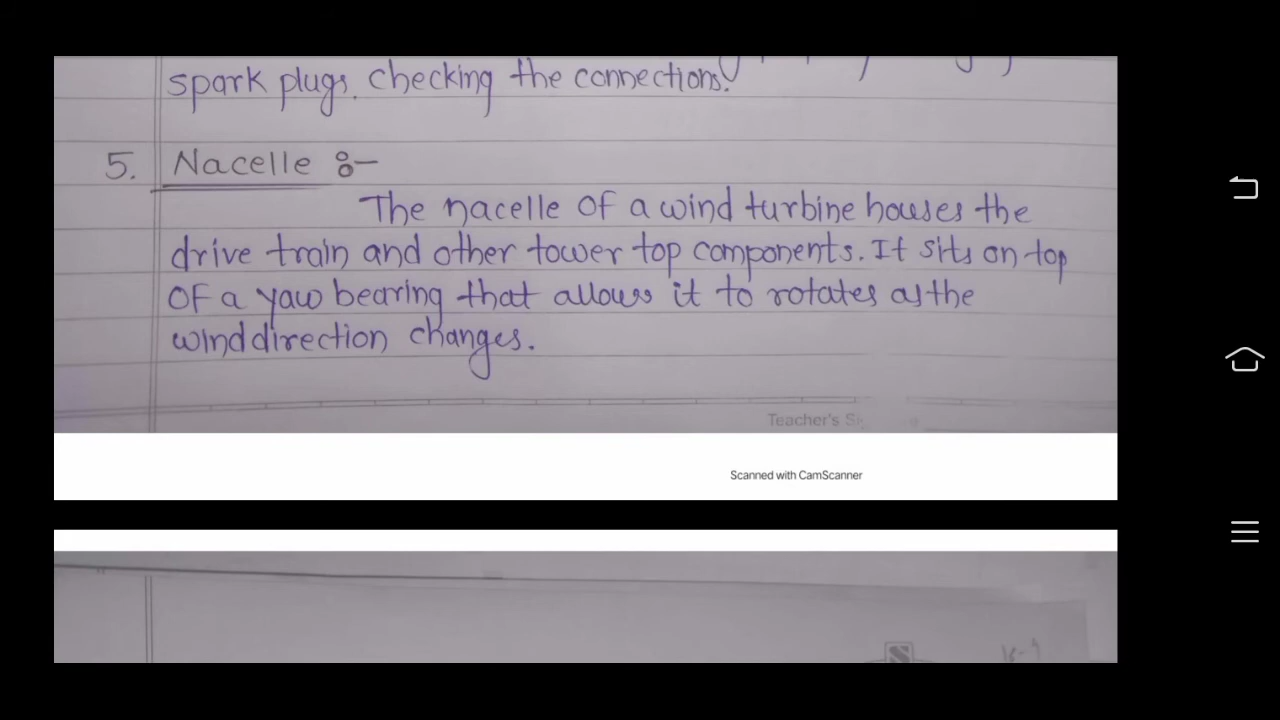 spark plugs, checking the connections.
5. Nacelle :-
The nacelle of a wind turbine houses the
drive train and other tower top components. It sits on top
of a yaw bearing that allows it to rotates as the
wind direction changes.
Teacher's
Scanned with CamScanner